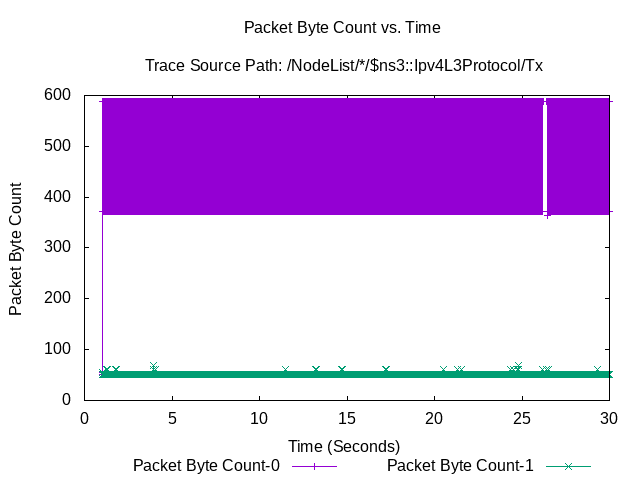 Packet Byte Count vs. Time
Trace Source Path: /NodeList/*/$ns3::Ipv4L3Protocol/Tx
600
500
400
300
200
100
0
Packet Byte Count
0 5 10 15 20 25 30
Time (Seconds)
Packet Byte Count-0 Packet Byte Count-1